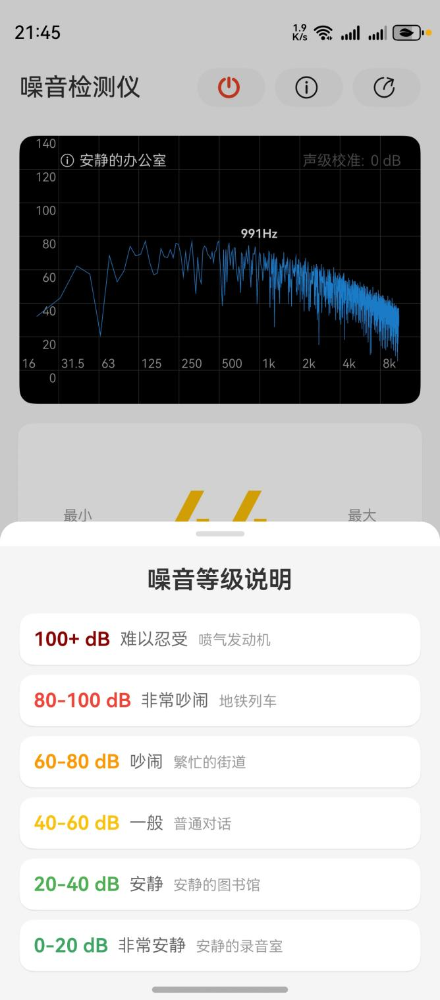 21:45
1.9
K/s
噪音检测仪
140
安静的办公室 声级校准: 0 dB
120
100
991Hz
80
60
40
20
16 31.5 63 125 250 500 1k 2k 4k 8k
0
最小 最大
噪音等级说明
100+ dB 难以忍受 喷气发动机
80-100 dB 非常吵闹 地铁列车
60-80 dB 吵闹 繁忙的街道
40-60 dB 一般 普通对话
20-40 dB 安静 安静的图书馆
0-20 dB 非常安静 安静的录音室